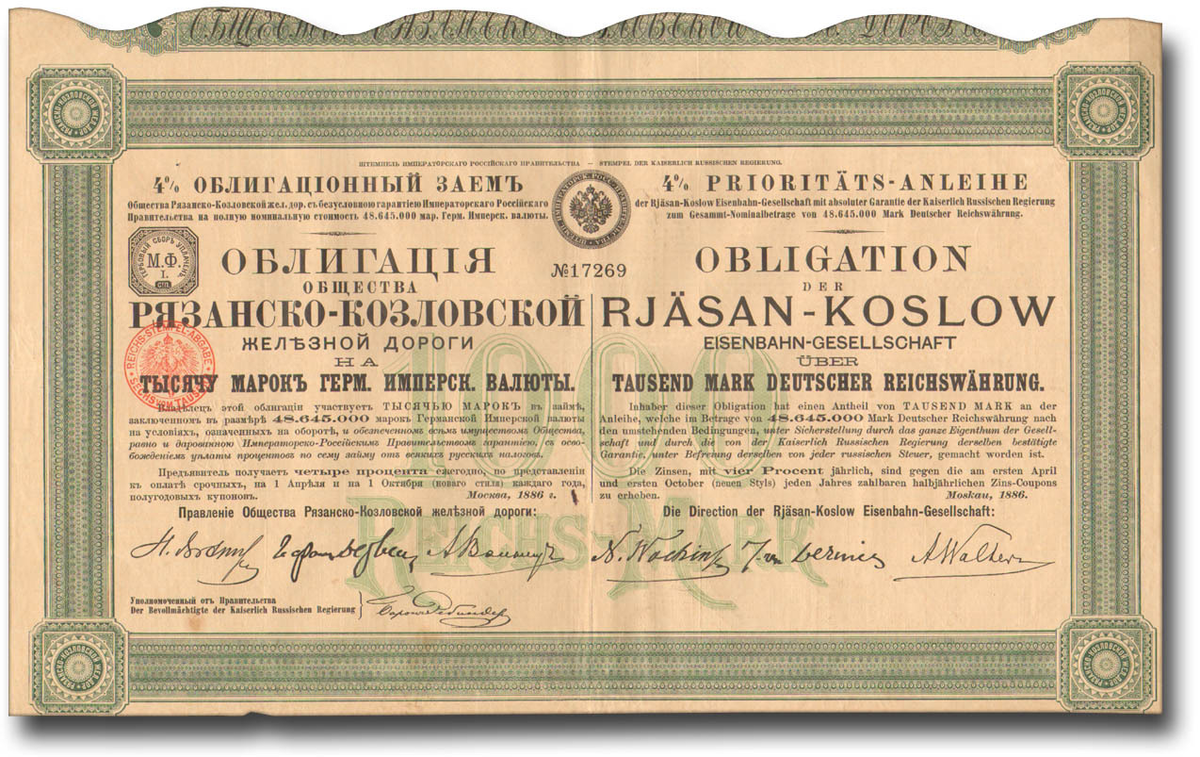 ШТЕМПЕЛЬ ИМПЕРАТОРСКАГО РОССІЙСКАГО ПРАВИТЕЛЬСТВА – STEMPEL DER KAISERLICH RUSSISCHEN REGIERUNG.
4% ОБЛИГАЦІОННЫЙ ЗАЕМЪ
Общества Рязанско-Козловской жел. дор. съ безусловною гарантіею Императорскаго Россійскаго
Правительства на полную номинальную стоимость 48.645.000 мар. Герм. Имперск. валюты.
М.Ф.
I.
ОБЛИГАЦІЯ
ОБЩЕСТВА
РЯЗАНСКО-КОЗЛОВСКОЙ
ЖЕЛѢЗНОЙ ДОРОГИ
НА
ТЫСЯЧУ МАРОКЪ ГЕРМ. ИМПЕРСК. ВАЛЮТЫ.
Владѣлецъ этой облигаціи участвуетъ ТЫСЯЧЬЮ МАРОКЪ въ займѣ,
заключенномъ въ размѣрѣ 48.645.000 марокъ Германской Имперской валюты
на условіяхъ, означенныхъ на оборотѣ, и обезпеченномъ всѣмъ имуществомъ Общества,
равно и дарованною Императорско-Россійскимъ Правительствомъ гарантіею, съ осво-
божденіемъ уплаты процентовъ по сему займу отъ всякихъ русскихъ налоговъ.
Предъявитель получаетъ четыре процента ежегодно, по представленіи
къ оплатѣ срочныхъ, на 1 Апрѣля и на 1 Октября (новаго стиля) каждаго года,
полугодовыхъ купоновъ. Москва, 1886 г.
Правленіе Общества Рязанско-Козловской желѣзной дороги:
№17269
4% PRIORITÄTS-ANLEIHE
der Rjäsan-Koslow Eisenbahn-Gesellschaft mit absoluter Garantie der Kaiserlich Russischen Regierung
zum Gesammt-Nominalbetrage von 48.645.000 Mark Deutscher Reichswährung.
OBLIGATION
DER
RJÄSAN-KOSLOW
EISENBAHN-GESELLSCHAFT
ÜBER
TAUSEND MARK DEUTSCHER REICHSWÄHRUNG.
Inhaber dieser Obligation hat einen Antheil von TAUSEND MARK an der
Anleihe, welche im Betrage von 48.645.000 Mark Deutscher Reichswährung nach
den umstehenden Bedingungen, unter Sicherstellung durch das ganze Eigenthum der Gesell-
schaft und durch die von der Kaiserlich Russischen Regierung derselben bestätigte
Garantie, unter Befreiung derselben von jeder russischen Steuer, gemacht worden ist.
Die Zinsen, mit vier Procent jährlich, sind gegen die am ersten April
und ersten October (neuen Styls) jeden Jahres zahlbaren halbjährlichen Zins-Coupons
zu erheben. Moskau, 1886.
Die Direction der Rjäsan-Koslow Eisenbahn-Gesellschaft:
1000
REICHS-MARK
A Walter
Уполномоченный отъ Правительства
Der Bevollmächtigte der Kaiserlich Russischen Regierung
REICHS-STEMPEL-ABGABE